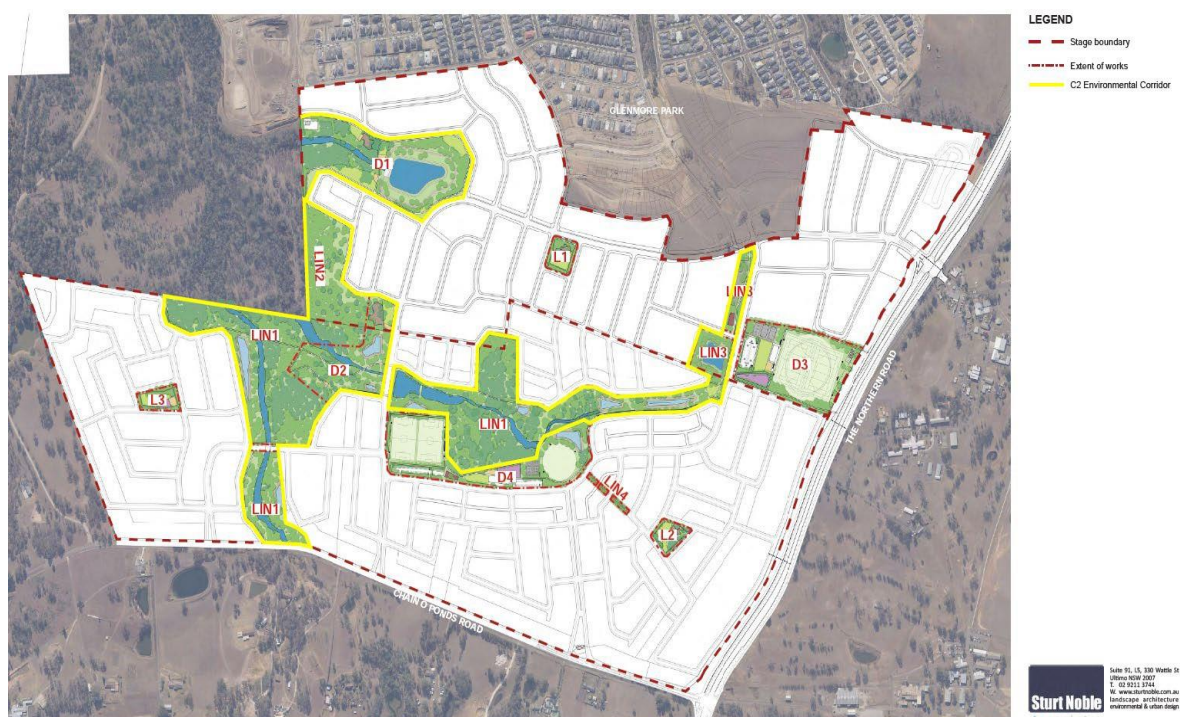 LEGEND
Stage boundary
Extent of works
C2 Environmental Corridor
GLENMORE PARK
D1
L1
LIN2
LIN3
LIN3
D3
LIN1
D2
L3
LIN1
D4
LIN4
L2
LIN1
THE NORTHERN ROAD
CHAIN O PONDS ROAD
Sturt Noble
Suite 91, L5, 330 Wattle St
Ultimo NSW 2007
T. 02 9211 3744
W. www.sturtnoble.com.au
landscape architecture
environmental & urban design